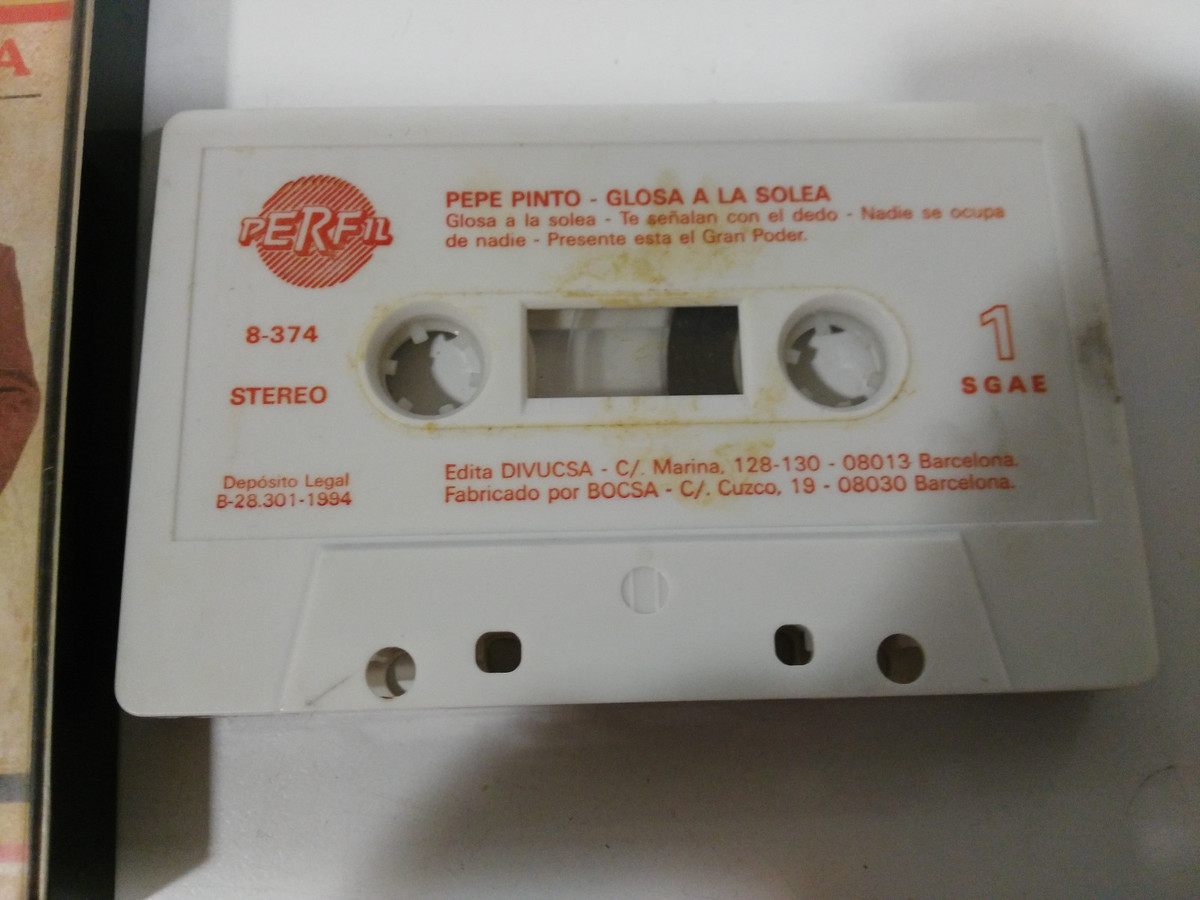 A
PERFIL
PEPE PINTO - GLOSA A LA SOLEA
Glosa a la solea - Te señalan con el dedo - Nadie se ocupa
de nadie - Presente esta el Gran Poder.
8-374
STEREO
1
SGAE
Depósito Legal
B-28.301-1994
Edita DIVUCSA - C/. Marina, 128-130 - 08013 Barcelona.
Fabricado por BOCSA - C/. Cuzco, 19 - 08030 Barcelona.